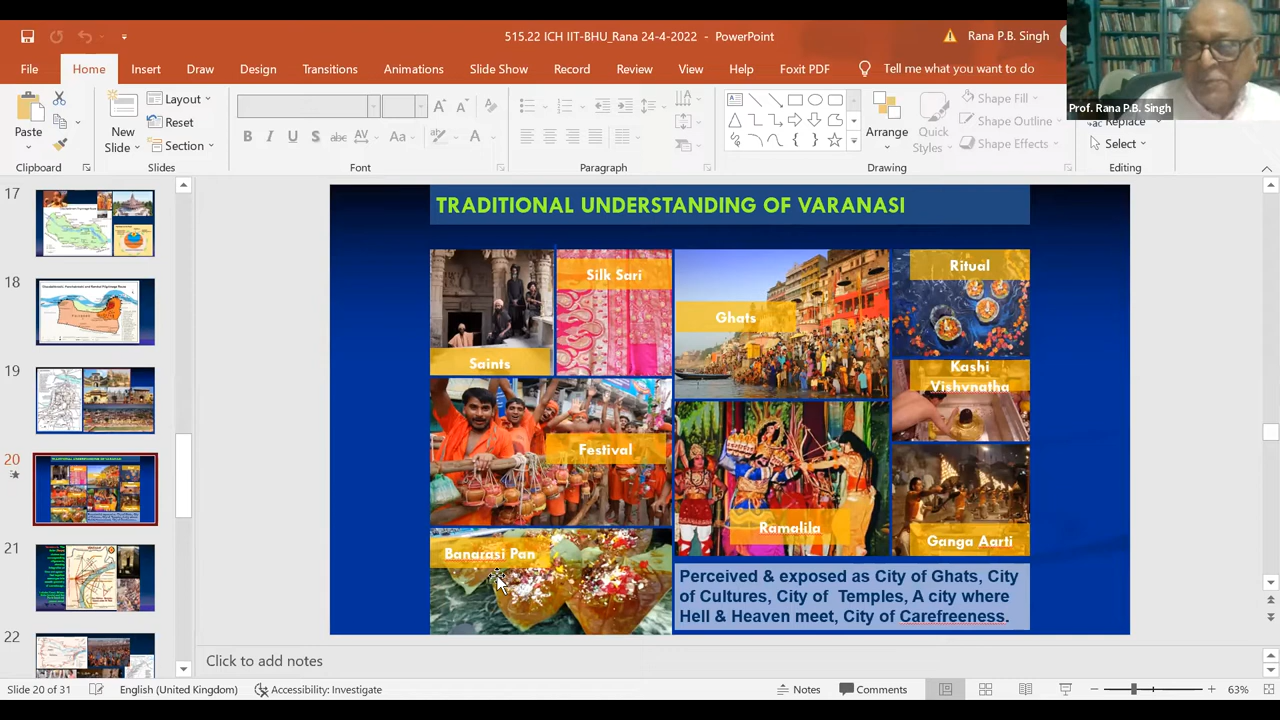 515.22 ICH IIT-BHU_Rana 24-4-2022 - PowerPoint
Rana P.B. Singh
File Home Insert Draw Design Transitions Animations Slide Show Record Review View Help Foxit PDF Tell me what you want to do
Prof. Rana P.B. Singh
Paste
New
Slide
Layout
Reset
Section
Arrange
Quick
Styles
Shape Fill
Shape Outline
Shape Effects
Replace
Select
Clipboard Slides Font Paragraph Drawing Editing
17
18
19
20
21
22
TRADITIONAL UNDERSTANDING OF VARANASI
Saints
Silk Sari
Ghats
Ritual
Kashi
Vishvnatha
Festival
Ramalila
Ganga Aarti
Banarasi Pan
Perceived & exposed as City of Ghats, City
of Cultures, City of Temples, A city where
Hell & Heaven meet, City of Carefreeness.
Click to add notes
Slide 20 of 31 English (United Kingdom) Accessibility: Investigate Notes Comments 63%